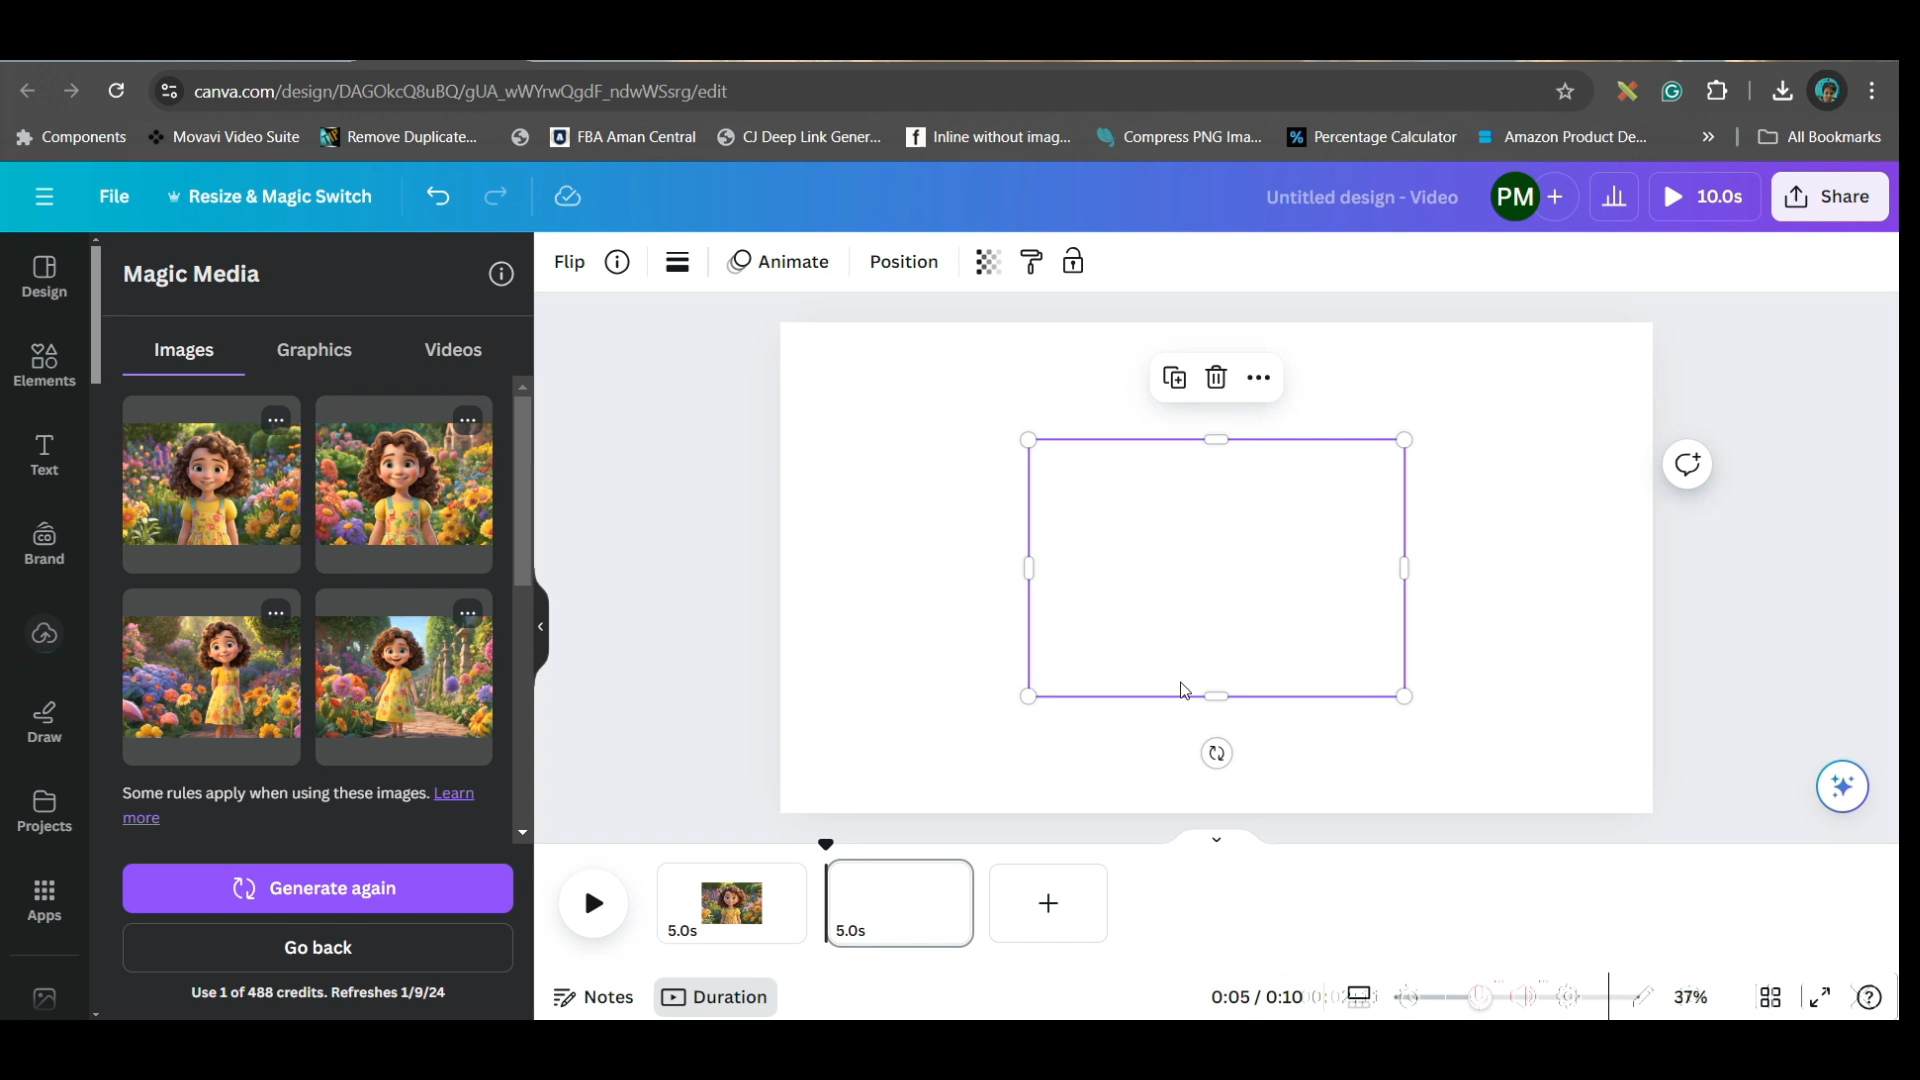 canva.com/design/DAGOkcQ8uBQ/gUA_wWYrwQgdF_ndwWSsrg/edit
Components Movavi Video Suite Remove Duplicate... FBA Aman Central CJ Deep Link Gener... Inline without imag... Compress PNG Ima... Percentage Calculator Amazon Product De... » All Bookmarks
File Resize & Magic Switch Untitled design - Video PM + 10.0s Share
Flip Animate Position
Magic Media
Design
Images Graphics Videos
Elements
Text
Brand
Draw
Some rules apply when using these images. Learn
more
Projects
Generate again
5.0s 5.0s
Apps
Go back
Use 1 of 488 credits. Refreshes 1/9/24
Notes Duration 0:05 / 0:10 37%